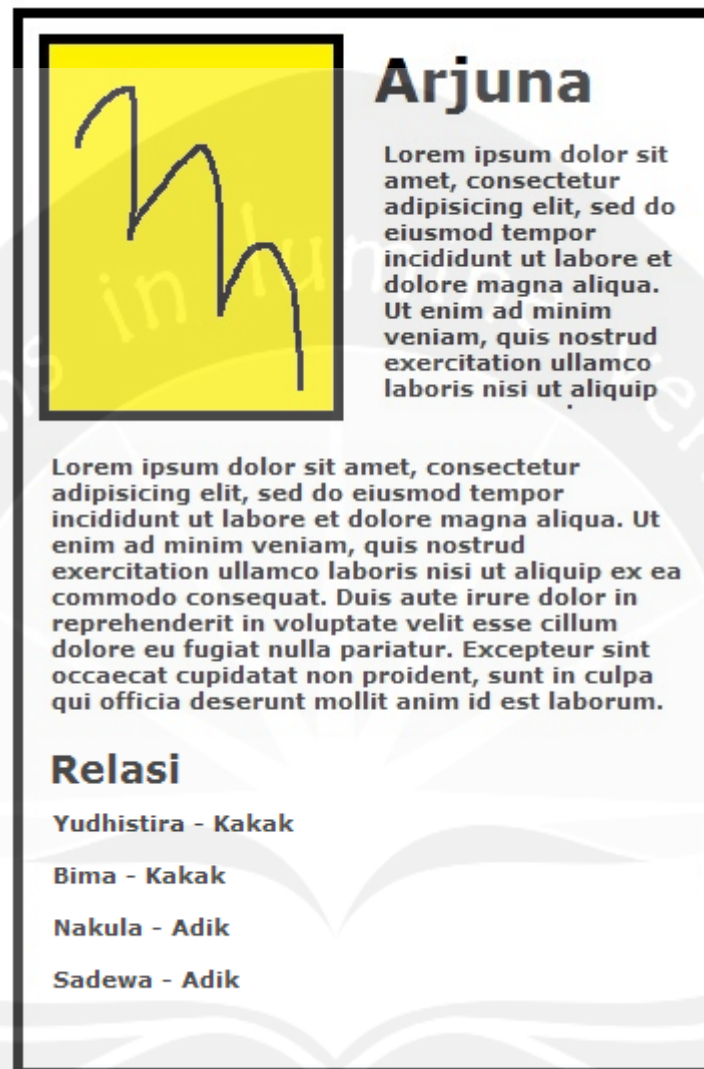 Arjuna
Lorem ipsum dolor sit
amet, consectetur
adipisicing elit, sed do
eiusmod tempor
incididunt ut labore et
dolore magna aliqua.
Ut enim ad minim
veniam, quis nostrud
exercitation ullamco
laboris nisi ut aliquip
Lorem ipsum dolor sit amet, consectetur
adipisicing elit, sed do eiusmod tempor
incididunt ut labore et dolore magna aliqua. Ut
enim ad minim veniam, quis nostrud
exercitation ullamco laboris nisi ut aliquip ex ea
commodo consequat. Duis aute irure dolor in
reprehenderit in voluptate velit esse cillum
dolore eu fugiat nulla pariatur. Excepteur sint
occaecat cupidatat non proident, sunt in culpa
qui officia deserunt mollit anim id est laborum.
Relasi
Yudhistira - Kakak
Bima - Kakak
Nakula - Adik
Sadewa - Adik
in lumine